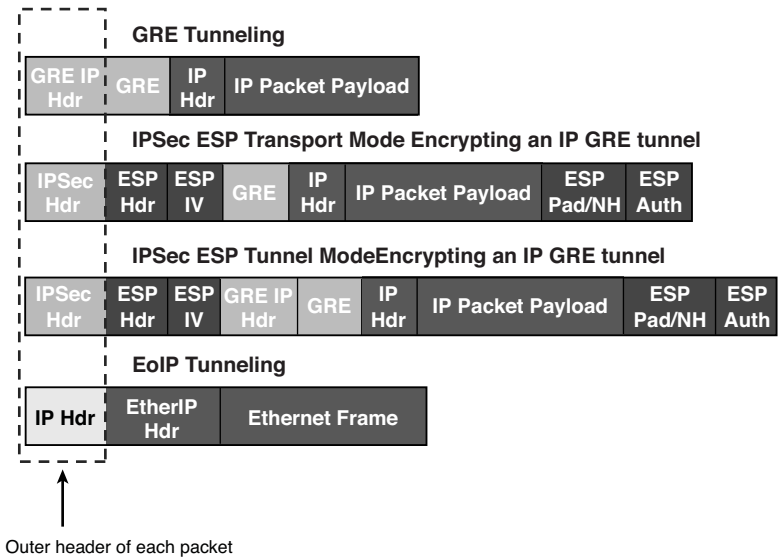 GRE Tunneling
GRE IP Hdr GRE IP Hdr IP Packet Payload
IPSec ESP Transport Mode Encrypting an IP GRE tunnel
IPSec Hdr ESP Hdr ESP IV GRE IP Hdr IP Packet Payload ESP Pad/NH ESP Auth
IPSec ESP Tunnel ModeEncrypting an IP GRE tunnel
IPSec Hdr ESP Hdr ESP IV GRE IP Hdr GRE IP Hdr IP Packet Payload ESP Pad/NH ESP Auth
EoIP Tunneling
IP Hdr EtherIP Hdr Ethernet Frame
Outer header of each packet